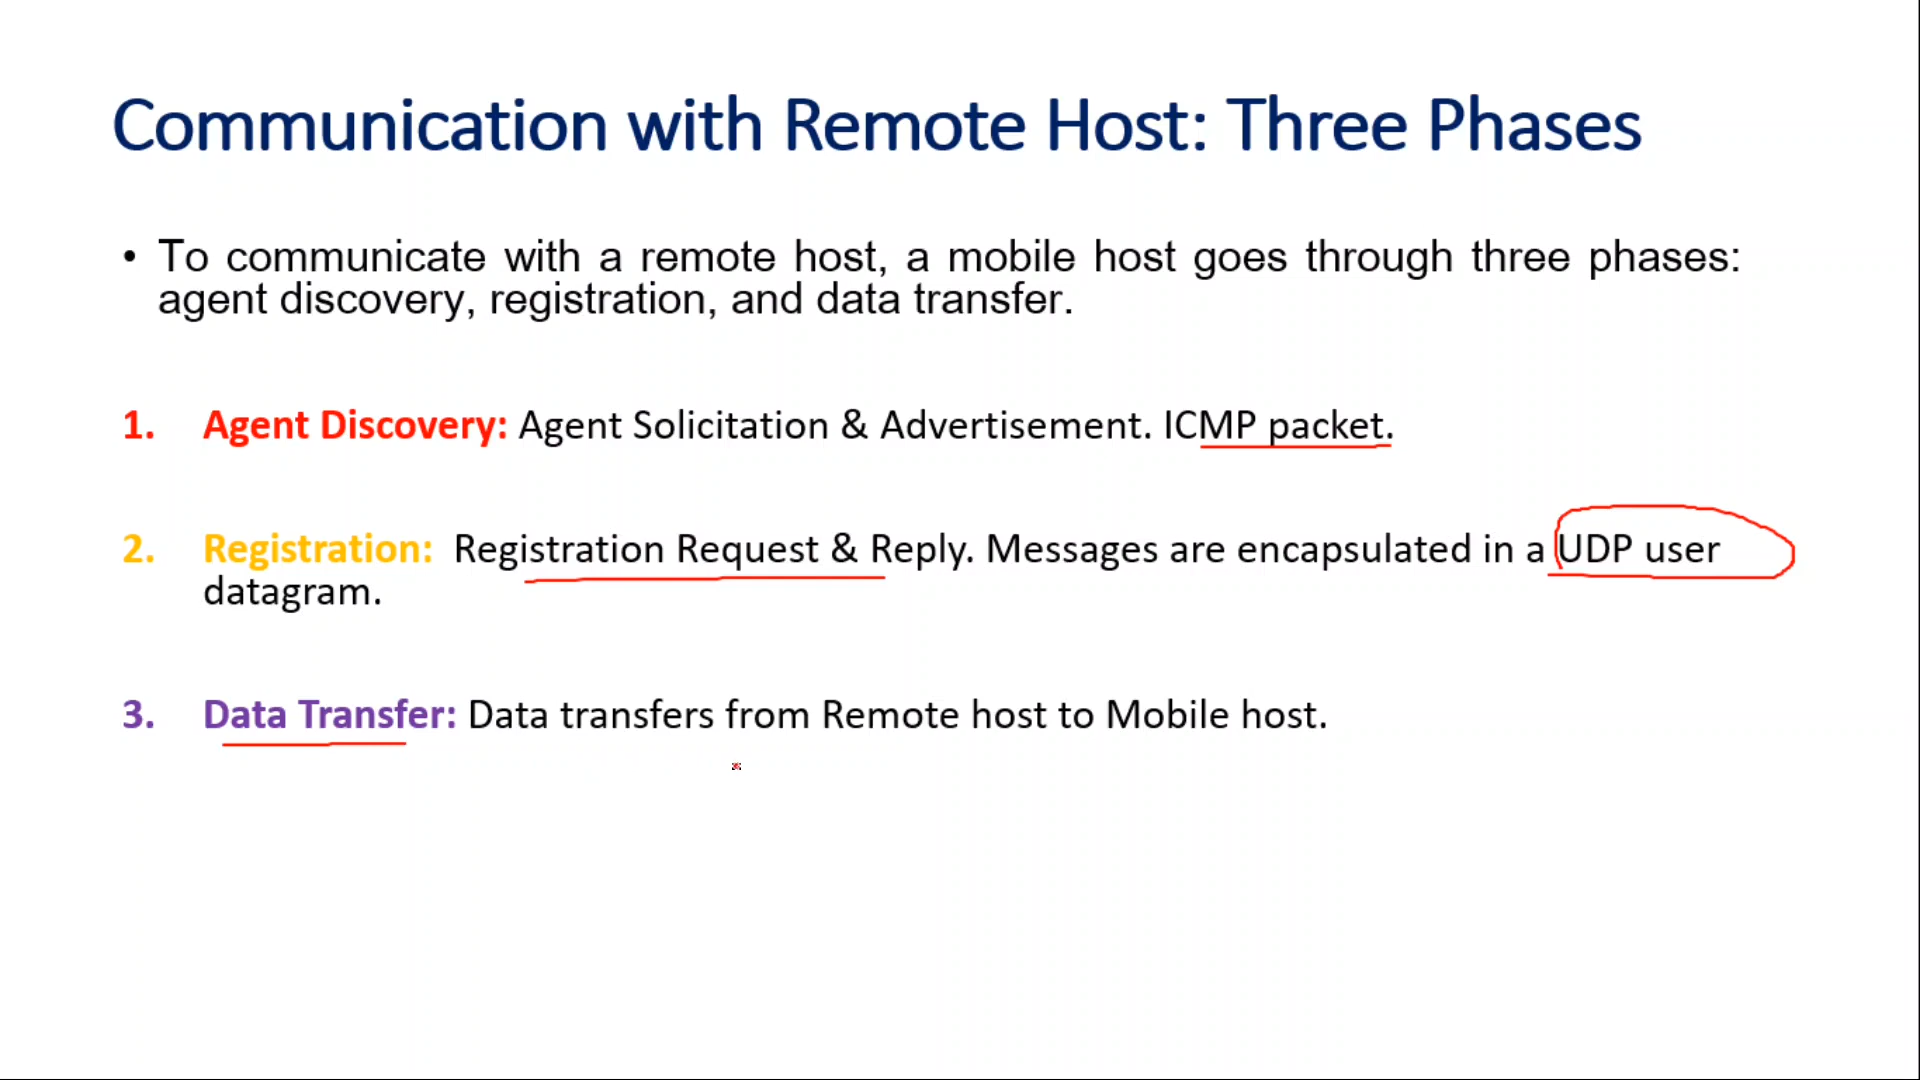 Communication with Remote Host: Three Phases
• To communicate with a remote host, a mobile host goes through three phases:
agent discovery, registration, and data transfer.
1. Agent Discovery: Agent Solicitation & Advertisement. ICMP packet.
2. Registration: Registration Request & Reply. Messages are encapsulated in a UDP user
datagram.
3. Data Transfer: Data transfers from Remote host to Mobile host.